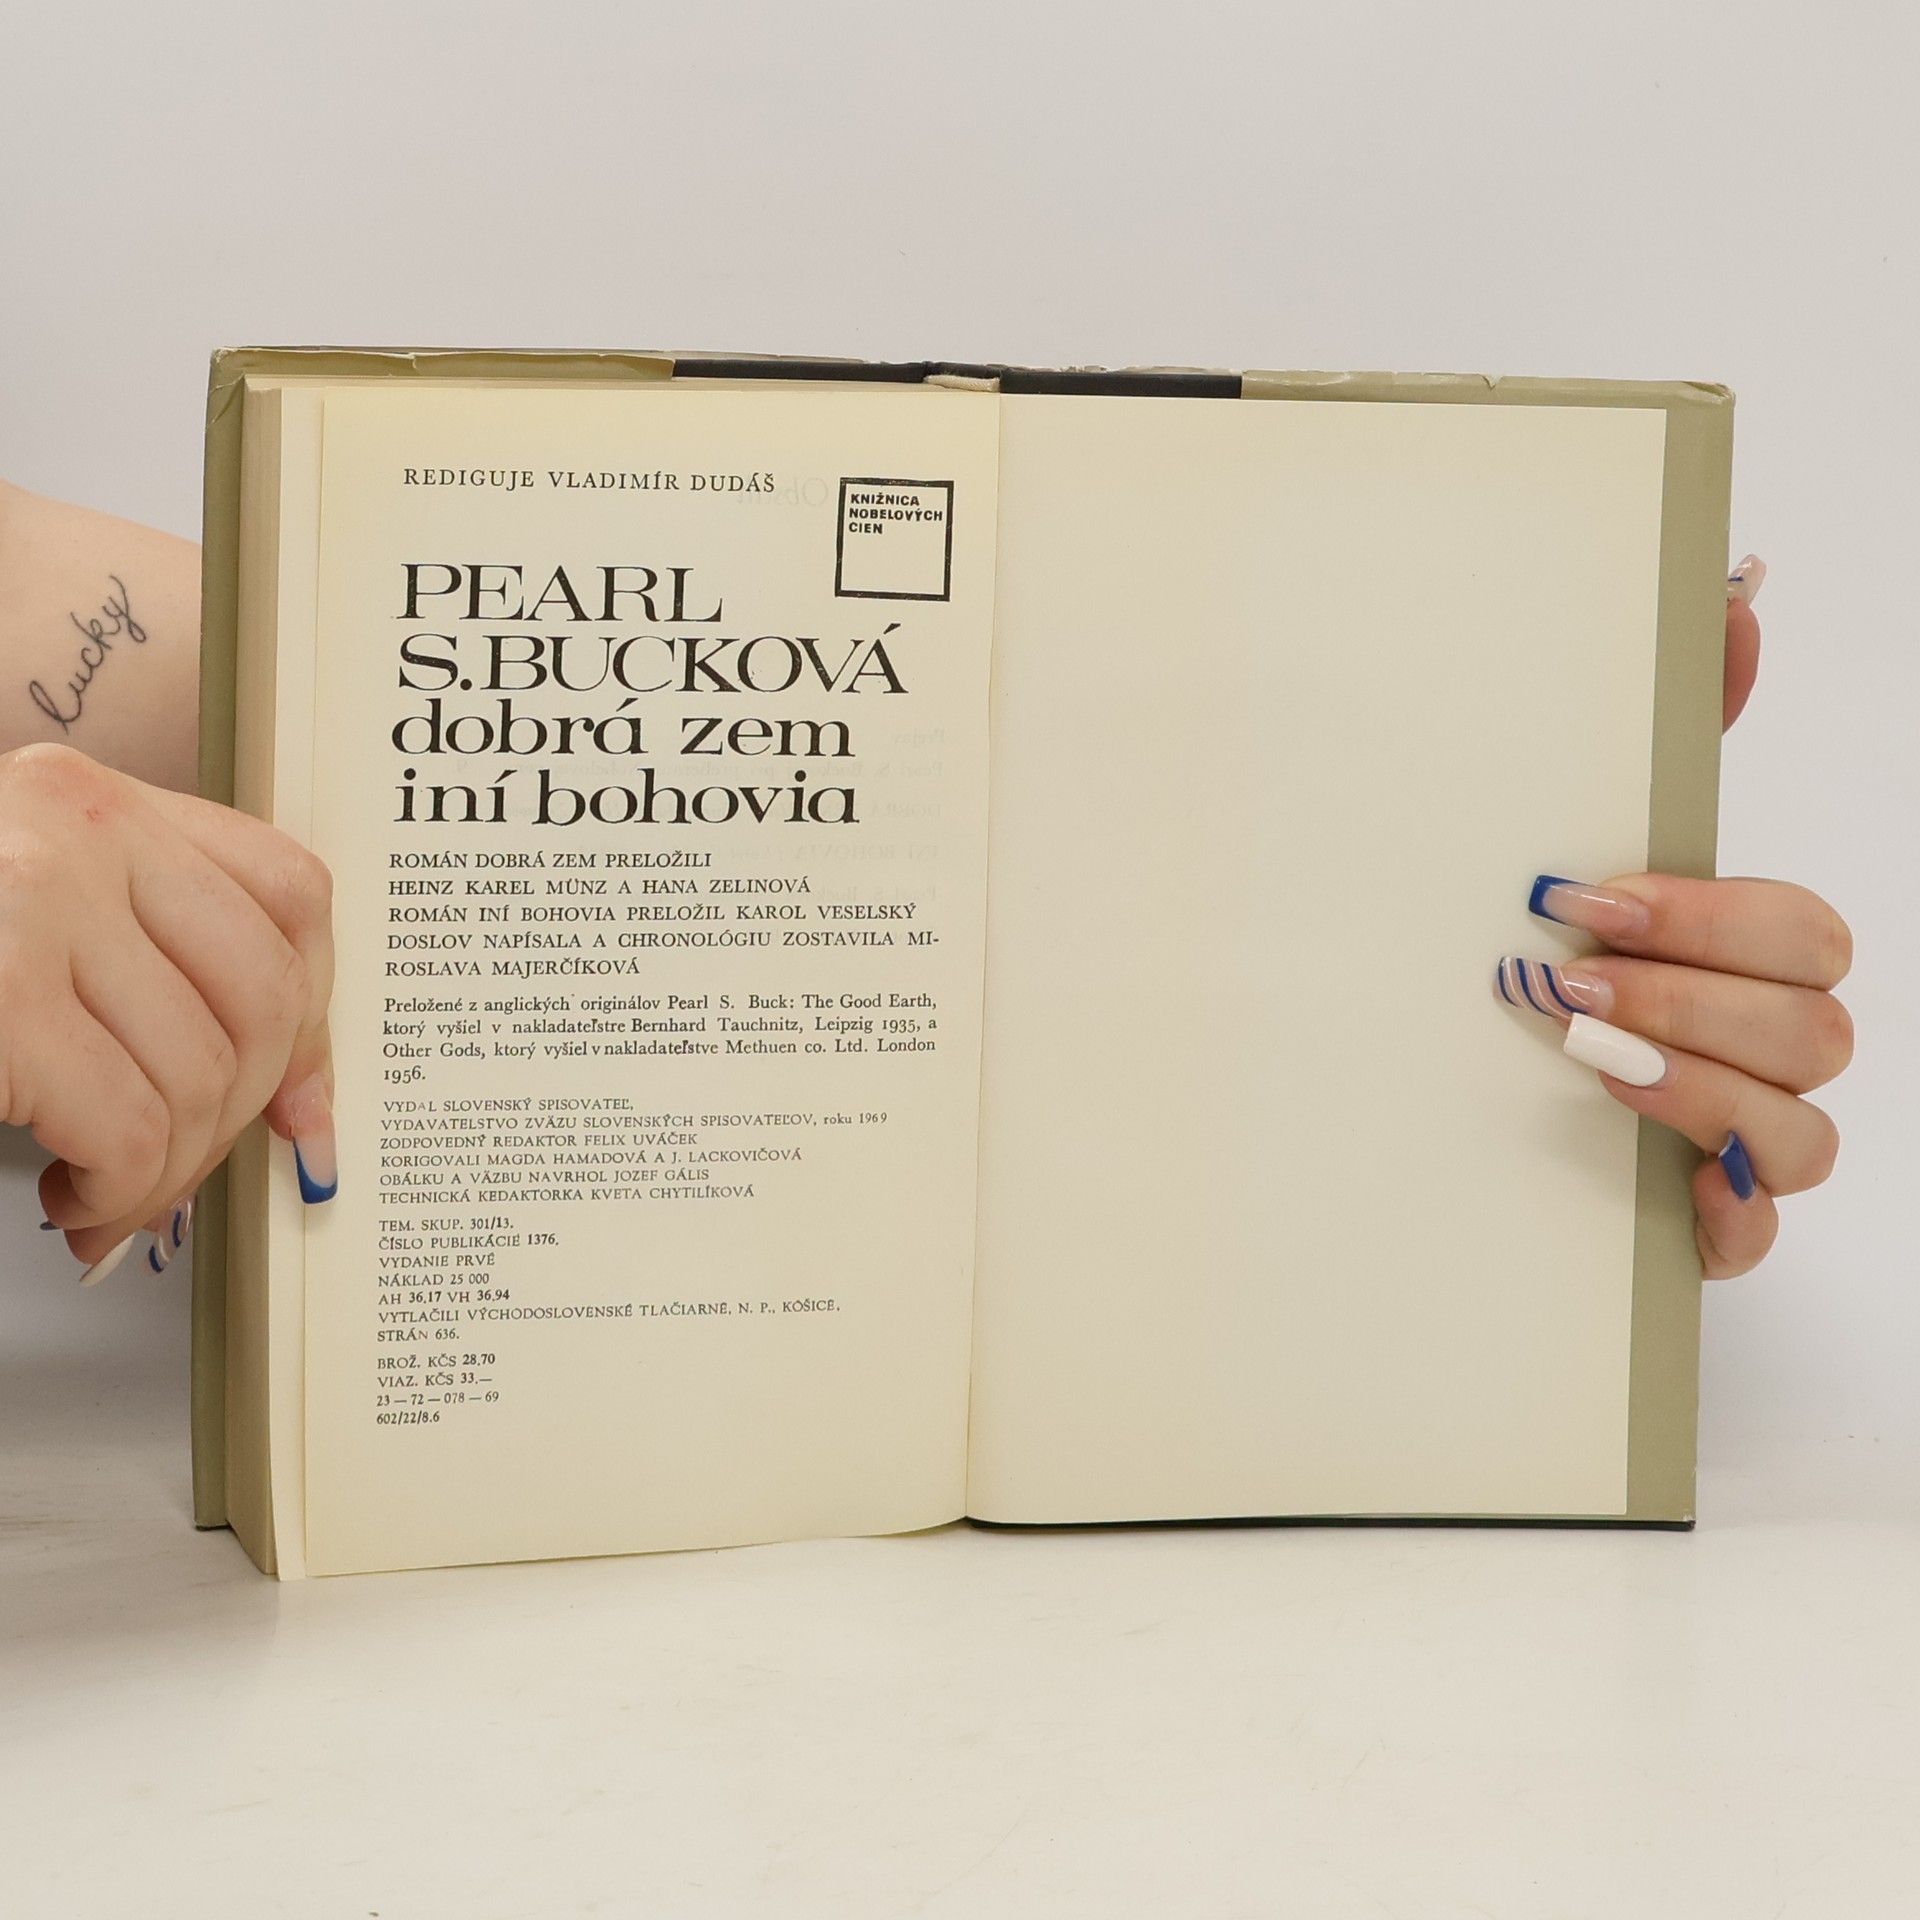 lucky
REDIGUJE VLADIMÍR DUDÁŠ
KNIŽNICA
NOBELOVÝCH
CIEN
PEARL
S. BUCKOVÁ
dobrá zem
iní bohovia
ROMÁN DOBRÁ ZEM PRELOŽILI
HEINZ KAREL MÜNZ A HANA ZELINOVÁ
ROMÁN INÍ BOHOVIA PRELOŽIL KAROL VESELSKÝ
DOSLOV NAPÍSALA A CHRONOLÓGIU ZOSTAVILA MI-
ROSLAVA MAJERČÍKOVÁ
Preložené z anglických originálov Pearl S. Buck: The Good Earth,
ktorý vyšiel v nakladateľstre Bernhard Tauchnitz, Leipzig 1935, a
Other Gods, ktorý vyšiel v nakladateľstve Methuen co. Ltd. London
1956.
VYDAL SLOVENSKÝ SPISOVATEĽ,
VYDAVATELSTVO ZVÄZU SLOVENSKÝCH SPISOVATEĽOV, roku 1969
ZODPOVEDNÝ REDAKTOR FELIX UVÁČEK
KORIGOVALI MAGDA HAMADOVÁ A J. LACKOVIČOVÁ
OBÁLKU A VÄZBU NAVRHOL JOZEF GÁLIS
TECHNICKÁ KEDAKTORKA KVETA CHYTILÍKOVÁ
TEM. SKUP. 301/13.
ČÍSLO PUBLIKÁCIE 1376.
VYDANIE PRVÉ
NÁKLAD 25 000
AH 36,17 VH 36,94
VYTLAČILI VÝCHODOSLOVENSKÉ TLAČIARNE, N. P., KOŠICE,
STRÁN 636.
BROŽ. KČS 28,70
VIAZ. KČS 33,—
23 — 72 — 078 — 69
602/22/8.6